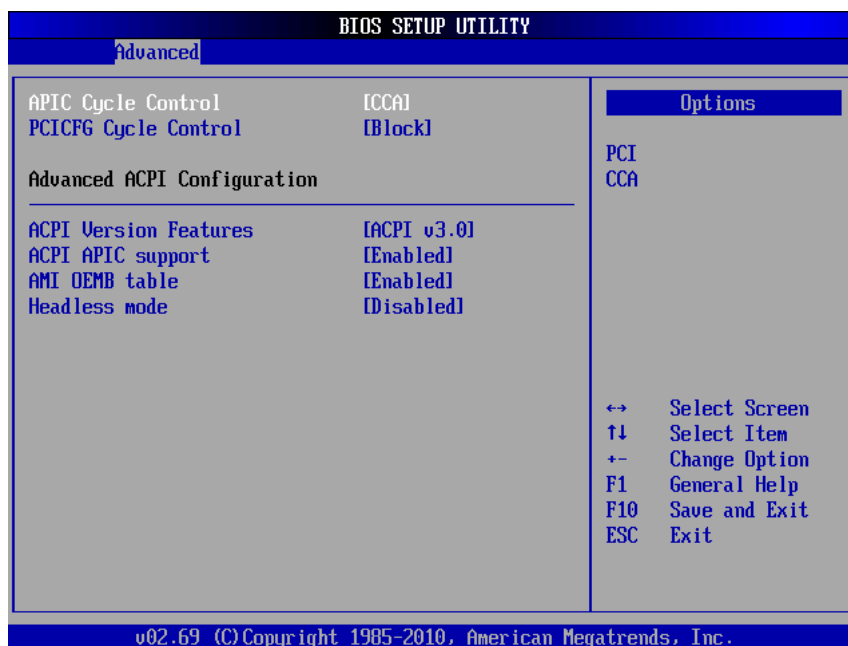 BIOS SETUP UTILITY
Advanced
APIC Cycle Control [CCA]
PCICFG Cycle Control [Block]
Advanced ACPI Configuration
ACPI Version Features [ACPI v3.0]
ACPI APIC support [Enabled]
AMI OEMB table [Enabled]
Headless mode [Disabled]
Options
PCI
CCA
↔ Select Screen
↑↓ Select Item
+- Change Option
F1 General Help
F10 Save and Exit
ESC Exit
v02.69 (C)Copyright 1985-2010, American Megatrends, Inc.